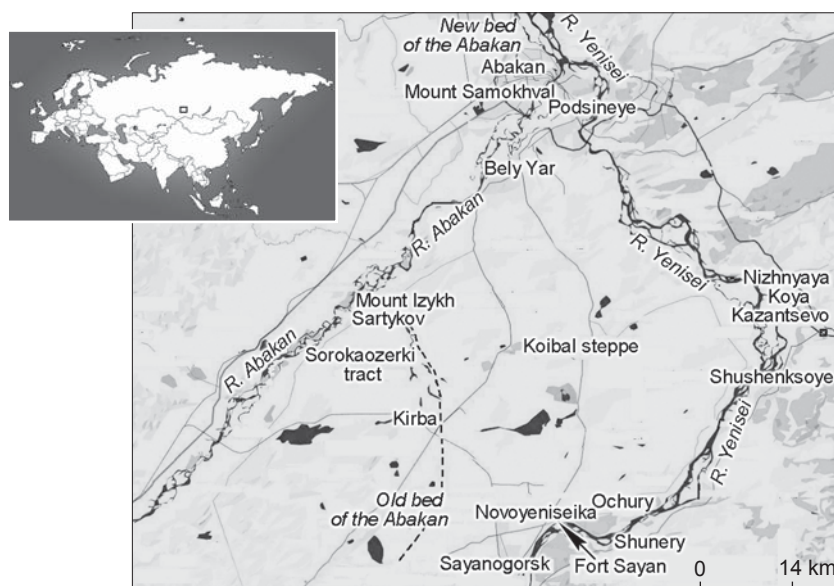 New bed
of the Abakan
R. Yenisei
Abakan
Mount Samokhval
Podsineye
Bely Yar
R. Abakan
R. Yenisei
Nizhnyaya
Koya
Kazantsevo
Mount Izykh
Sartykov
R. Abakan
Sorokaozerki
tract
Koibal steppe
Shushenksoye
Kirba
R. Yenisei
Old bed
of the Abakan
Novoyeniseika
Ochury
Shunery
Sayanogorsk
Fort Sayan
0 14 km